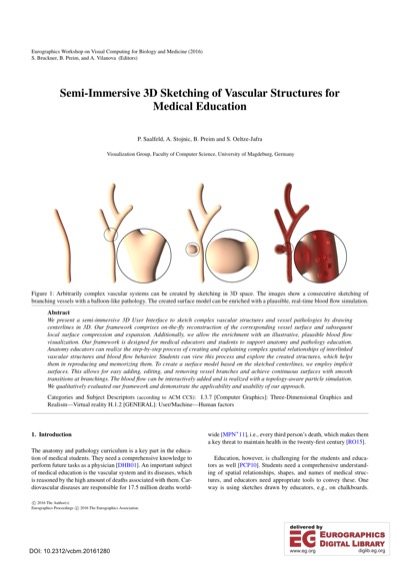 Eurographics Workshop on Visual Computing for Biology and Medicine (2016)
S. Bruckner, B. Preim, and A. Vilanova (Editors)
Semi-Immersive 3D Sketching of Vascular Structures for
Medical Education
P. Saalfeld, A. Stojnic, B. Preim and S. Oeltze-Jafra
Visualization Group, Faculty of Computer Science, University of Magdeburg, Germany
Figure 1: Arbitrarily complex vascular systems can be created by sketching in 3D space. The images show a consecutive sketching of
branching vessels with a balloon-like pathology. The created surface model can be enriched with a plausible, real-time blood flow simulation.
Abstract
We present a semi-immersive 3D User Interface to sketch complex vascular structures and vessel pathologies by drawing
centerlines in 3D. Our framework comprises on-the-fly reconstruction of the corresponding vessel surface and subsequent
local surface compression and expansion. Additionally, we allow the enrichment with an illustrative, plausible blood flow
visualization. Our framework is designed for medical educators and students to support anatomy and pathology education.
Anatomy educators can realize the step-by-step process of creating and explaining complex spatial relationships of interlinked
vascular structures and blood flow behavior. Students can view this process and explore the created structures, which helps
them in reproducing and memorizing them. To create a surface model based on the sketched centerlines, we employ implicit
surfaces. This allows for easy adding, editing, and removing vessel branches and achieve continuous surfaces with smooth
transitions at branchings. The blood flow can be interactively added and is realized with a topology-aware particle simulation.
We qualitatively evaluated our framework and demonstrate the applicability and usability of our approach.
Categories and Subject Descriptors (according to ACM CCS): I.3.7 [Computer Graphics]: Three-Dimensional Graphics and
Realism—Virtual reality H.1.2 [GENERAL]: User/Machine—Human factors
1. Introduction
The anatomy and pathology curriculum is a key part in the educa-
tion of medical students. They need a comprehensive knowledge to
perform future tasks as a physician [DHB01]. An important subject
of medical education is the vascular system and its diseases, which
is reasoned by the high amount of deaths associated with them. Car-
diovascular diseases are responsible for 17.5 million deaths world-
wide [MPN*11], i.e., every third person's death, which makes them
a key threat to maintain health in the twenty-first century [RO15].
Education, however, is challenging for the students and educa-
tors as well [PCP10]. Students need a comprehensive understand-
ing of spatial relationships, shapes, and names of medical struc-
tures, and educators need appropriate tools to convey these. One
way is using sketches drawn by educators, e.g., on chalkboards.
© 2016 The Author(s)
Eurographics Proceedings © 2016 The Eurographics Association.
DOI: 10.2312/vcbm.20161280
delivered by
EG EUROGRAPHICS
DIGITAL LIBRARY
www.eg.org diglib.eg.org